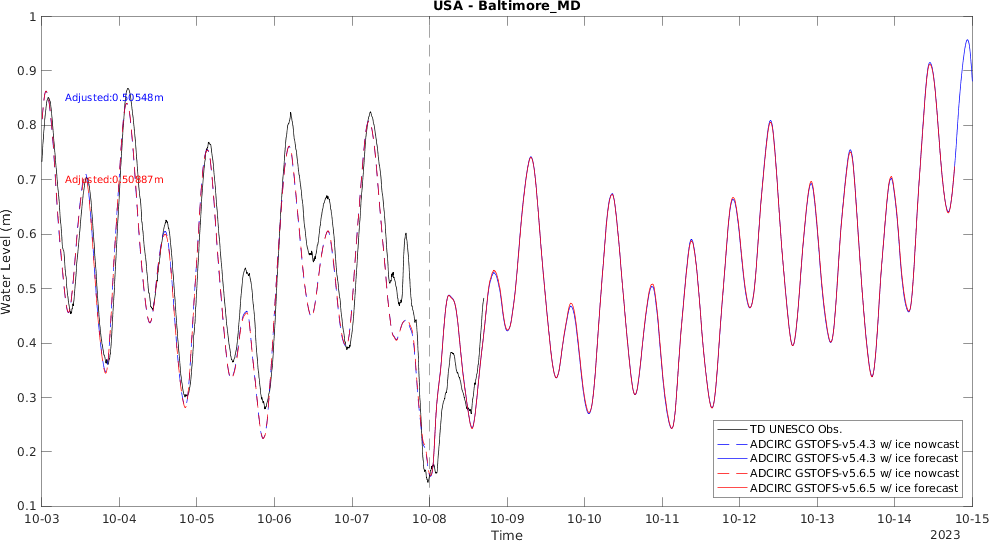 USA - Baltimore_MD
1
0.9
0.8
0.7
0.6
0.5
0.4
0.3
0.2
0.1
Water Level (m)
Adjusted:0.50548m
Adjusted:0.50887m
TD UNESCO Obs.
ADCIRC GSTOFS-v5.4.3 w/ ice nowcast
ADCIRC GSTOFS-v5.4.3 w/ ice forecast
ADCIRC GSTOFS-v5.6.5 w/ ice nowcast
ADCIRC GSTOFS-v5.6.5 w/ ice forecast
10-03 10-04 10-05 10-06 10-07 10-08 10-09 10-10 10-11 10-12 10-13 10-14 10-15
Time
2023